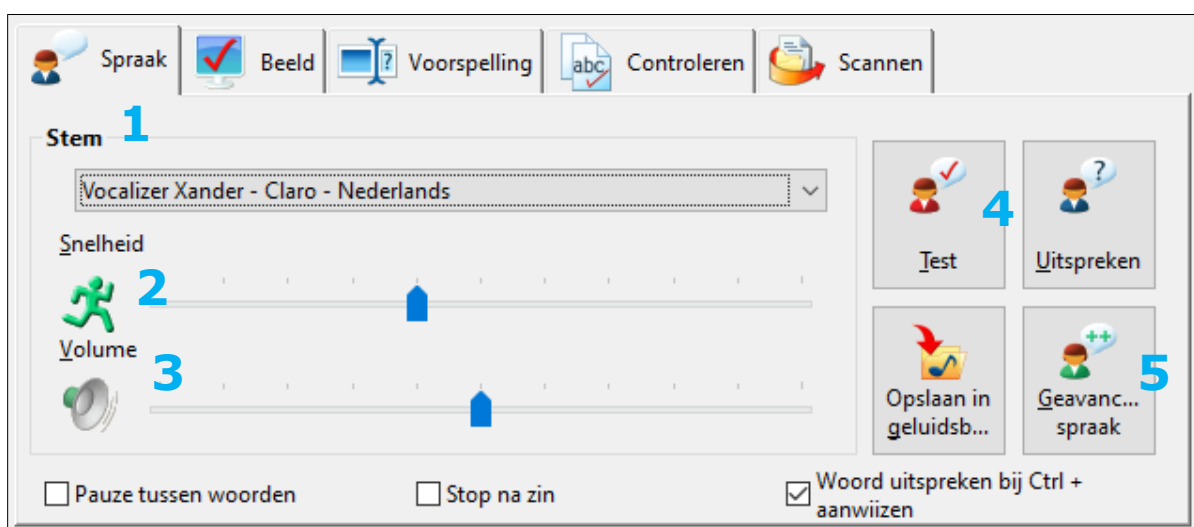 Spraak
Beeld
Voorspelling
Controleren
Scannen
1
Stem
Vocalizer Xander - Claro - Nederlands
Snelheid
2
Volume
3
4
Test
?
Uitspreken
Opslaan in
geluidsb...
++
5
Geavanc...
spraak
Pauze tussen woorden
Stop na zin
Woord uitspreken bij Ctrl +
aanwijzen
?
abc